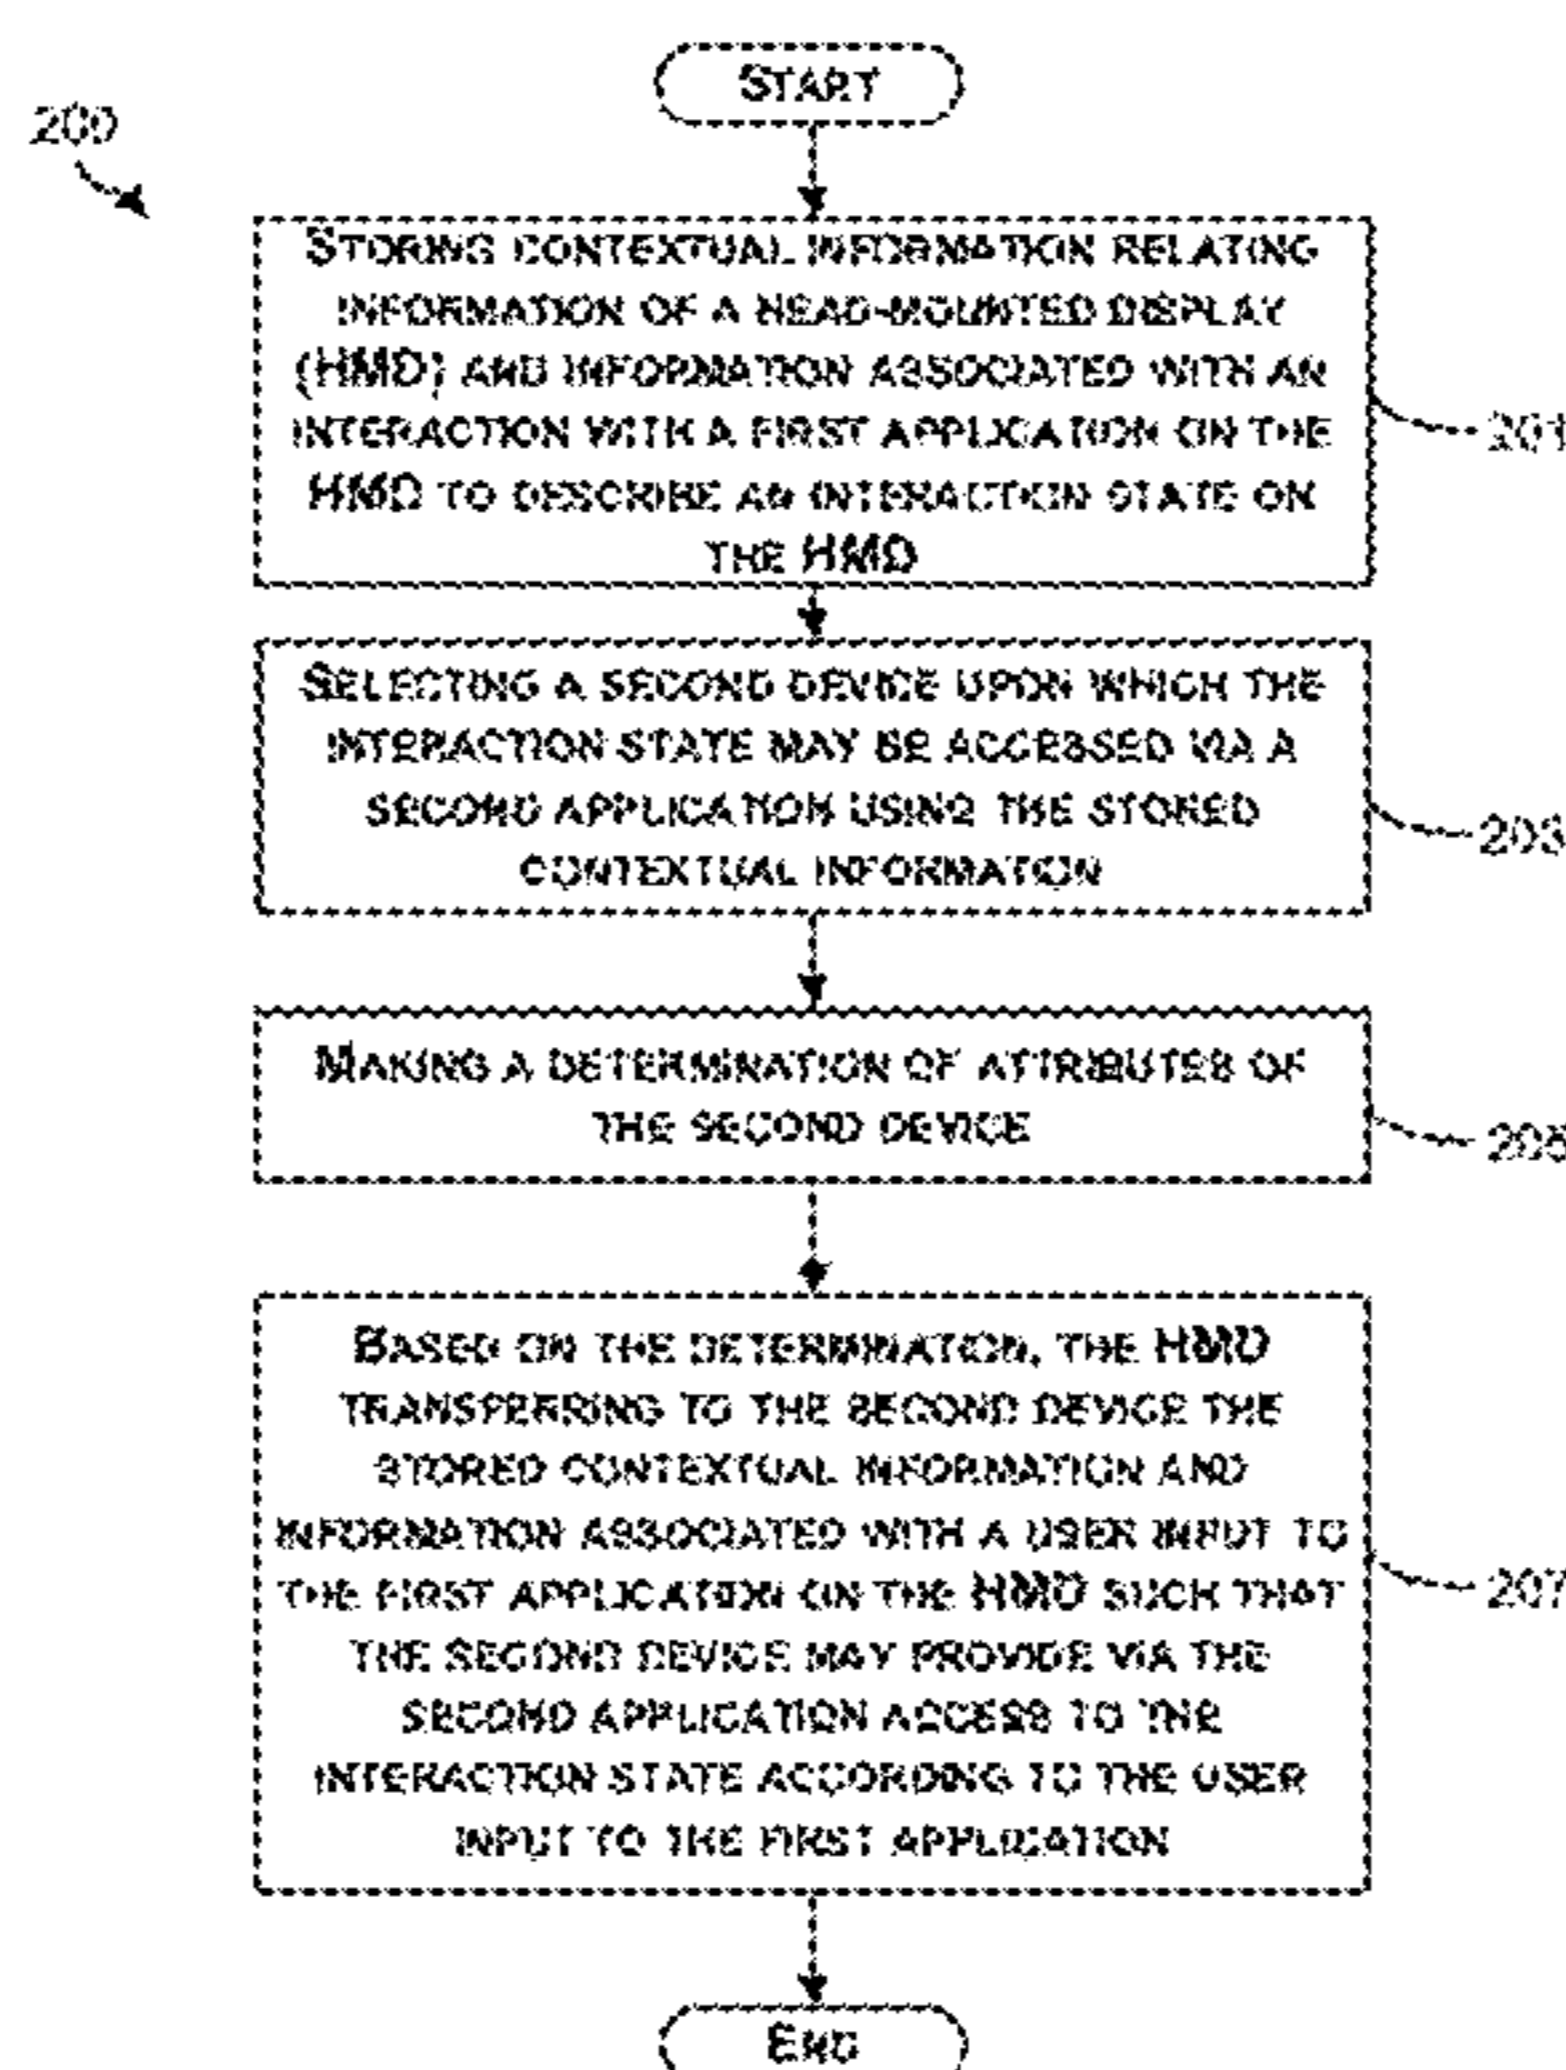 START
200
STORING CONTEXTUAL INFORMATION RELATING
INFORMATION OF A HEAD-MOUNTED DISPLAY
(HMD) AND INFORMATION ASSOCIATED WITH AN
INTERACTION WITH A FIRST APPLICATION ON THE
HMD TO DESCRIBE AN INTERACTION STATE ON
THE HMD
201
SELECTING A SECOND DEVICE UPON WHICH THE
INTERACTION STATE MAY BE ACCESSED VIA A
SECOND APPLICATION USING THE STORED
CONTEXTUAL INFORMATION
203
MAKING A DETERMINATION OF ATTRIBUTES OF
THE SECOND DEVICE
205
BASED ON THE DETERMINATION, THE HMD
TRANSFERRING TO THE SECOND DEVICE THE
STORED CONTEXTUAL INFORMATION AND
INFORMATION ASSOCIATED WITH A USER INPUT TO
THE FIRST APPLICATION ON THE HMD SUCH THAT
THE SECOND DEVICE MAY PROVIDE VIA THE
SECOND APPLICATION ACCESS TO THE
INTERACTION STATE ACCORDING TO THE USER
INPUT TO THE FIRST APPLICATION
207
END